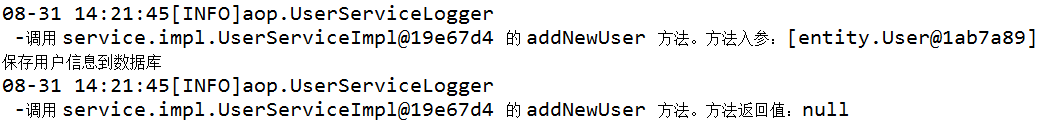 08-31 14:21:45[INFO]aop.UserServiceLogger
-调用 service.impl.UserServiceImpl@19e67d4 的 addNewUser 方法。方法入参：[entity.User@1ab7a89]
保存用户信息到数据库
08-31 14:21:45[INFO]aop.UserServiceLogger
-调用 service.impl.UserServiceImpl@19e67d4 的 addNewUser 方法。方法返回值：null